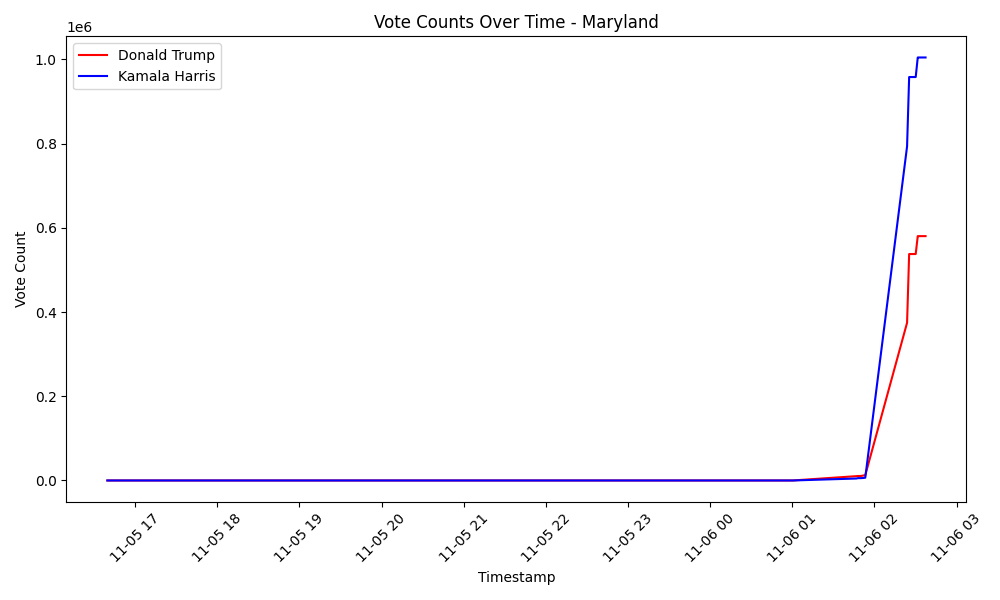 Vote Counts Over Time - Maryland
1e6
Donald Trump
Kamala Harris
1.0
0.8
0.6
0.4
0.2
0.0
Vote Count
11-05 17
11-05 18
11-05 19
11-05 20
11-05 21
11-05 22
11-05 23
11-06 00
11-06 01
11-06 02
11-06 03
Timestamp